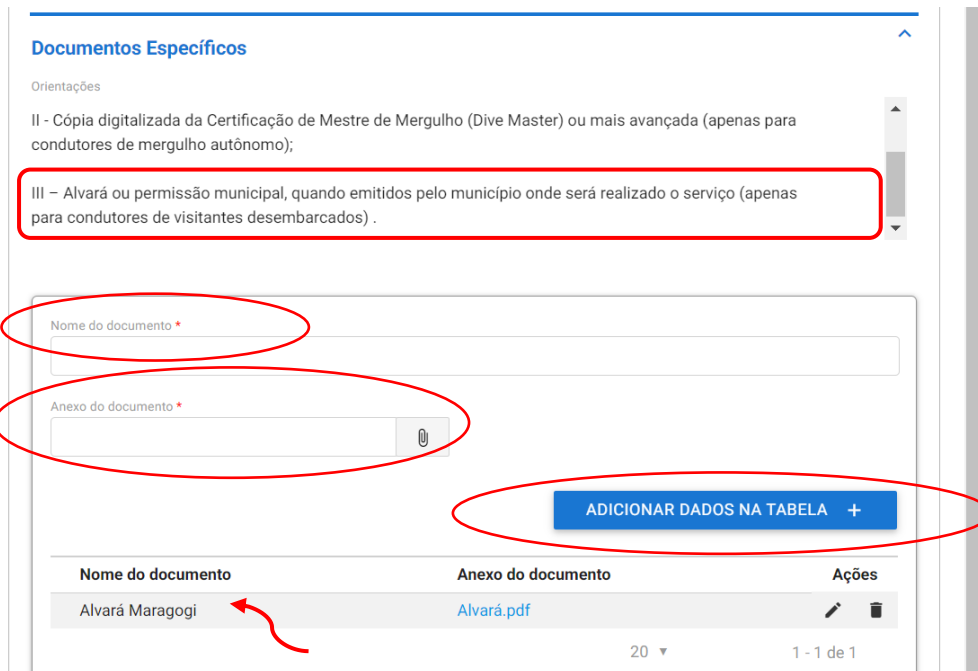 Documentos Específicos
Orientações
II - Cópia digitalizada da Certificação de Mestre de Mergulho (Dive Master) ou mais avançada (apenas para
condutores de mergulho autônomo);
III – Alvará ou permissão municipal, quando emitidos pelo município onde será realizado o serviço (apenas
para condutores de visitantes desembarcados) .
Nome do documento *
Anexo do documento *
ADICIONAR DADOS NA TABELA +
Nome do documento Anexo do documento Ações
Alvará Maragogi Alvará.pdf
20 ▼ 1 - 1 de 1